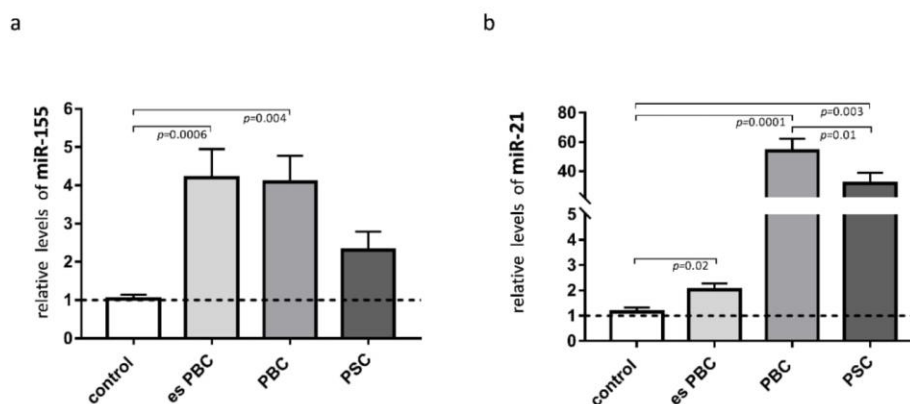 a
relative levels of miR-155
6
5
4
3
2
1
0
p=0.004
p=0.0006
control
es PBC
PBC
PSC
b
relative levels of miR-21
80
60
40
5
4
3
2
1
0
p=0.003
p=0.0001
p=0.01
p=0.02
control
es PBC
PBC
PSC